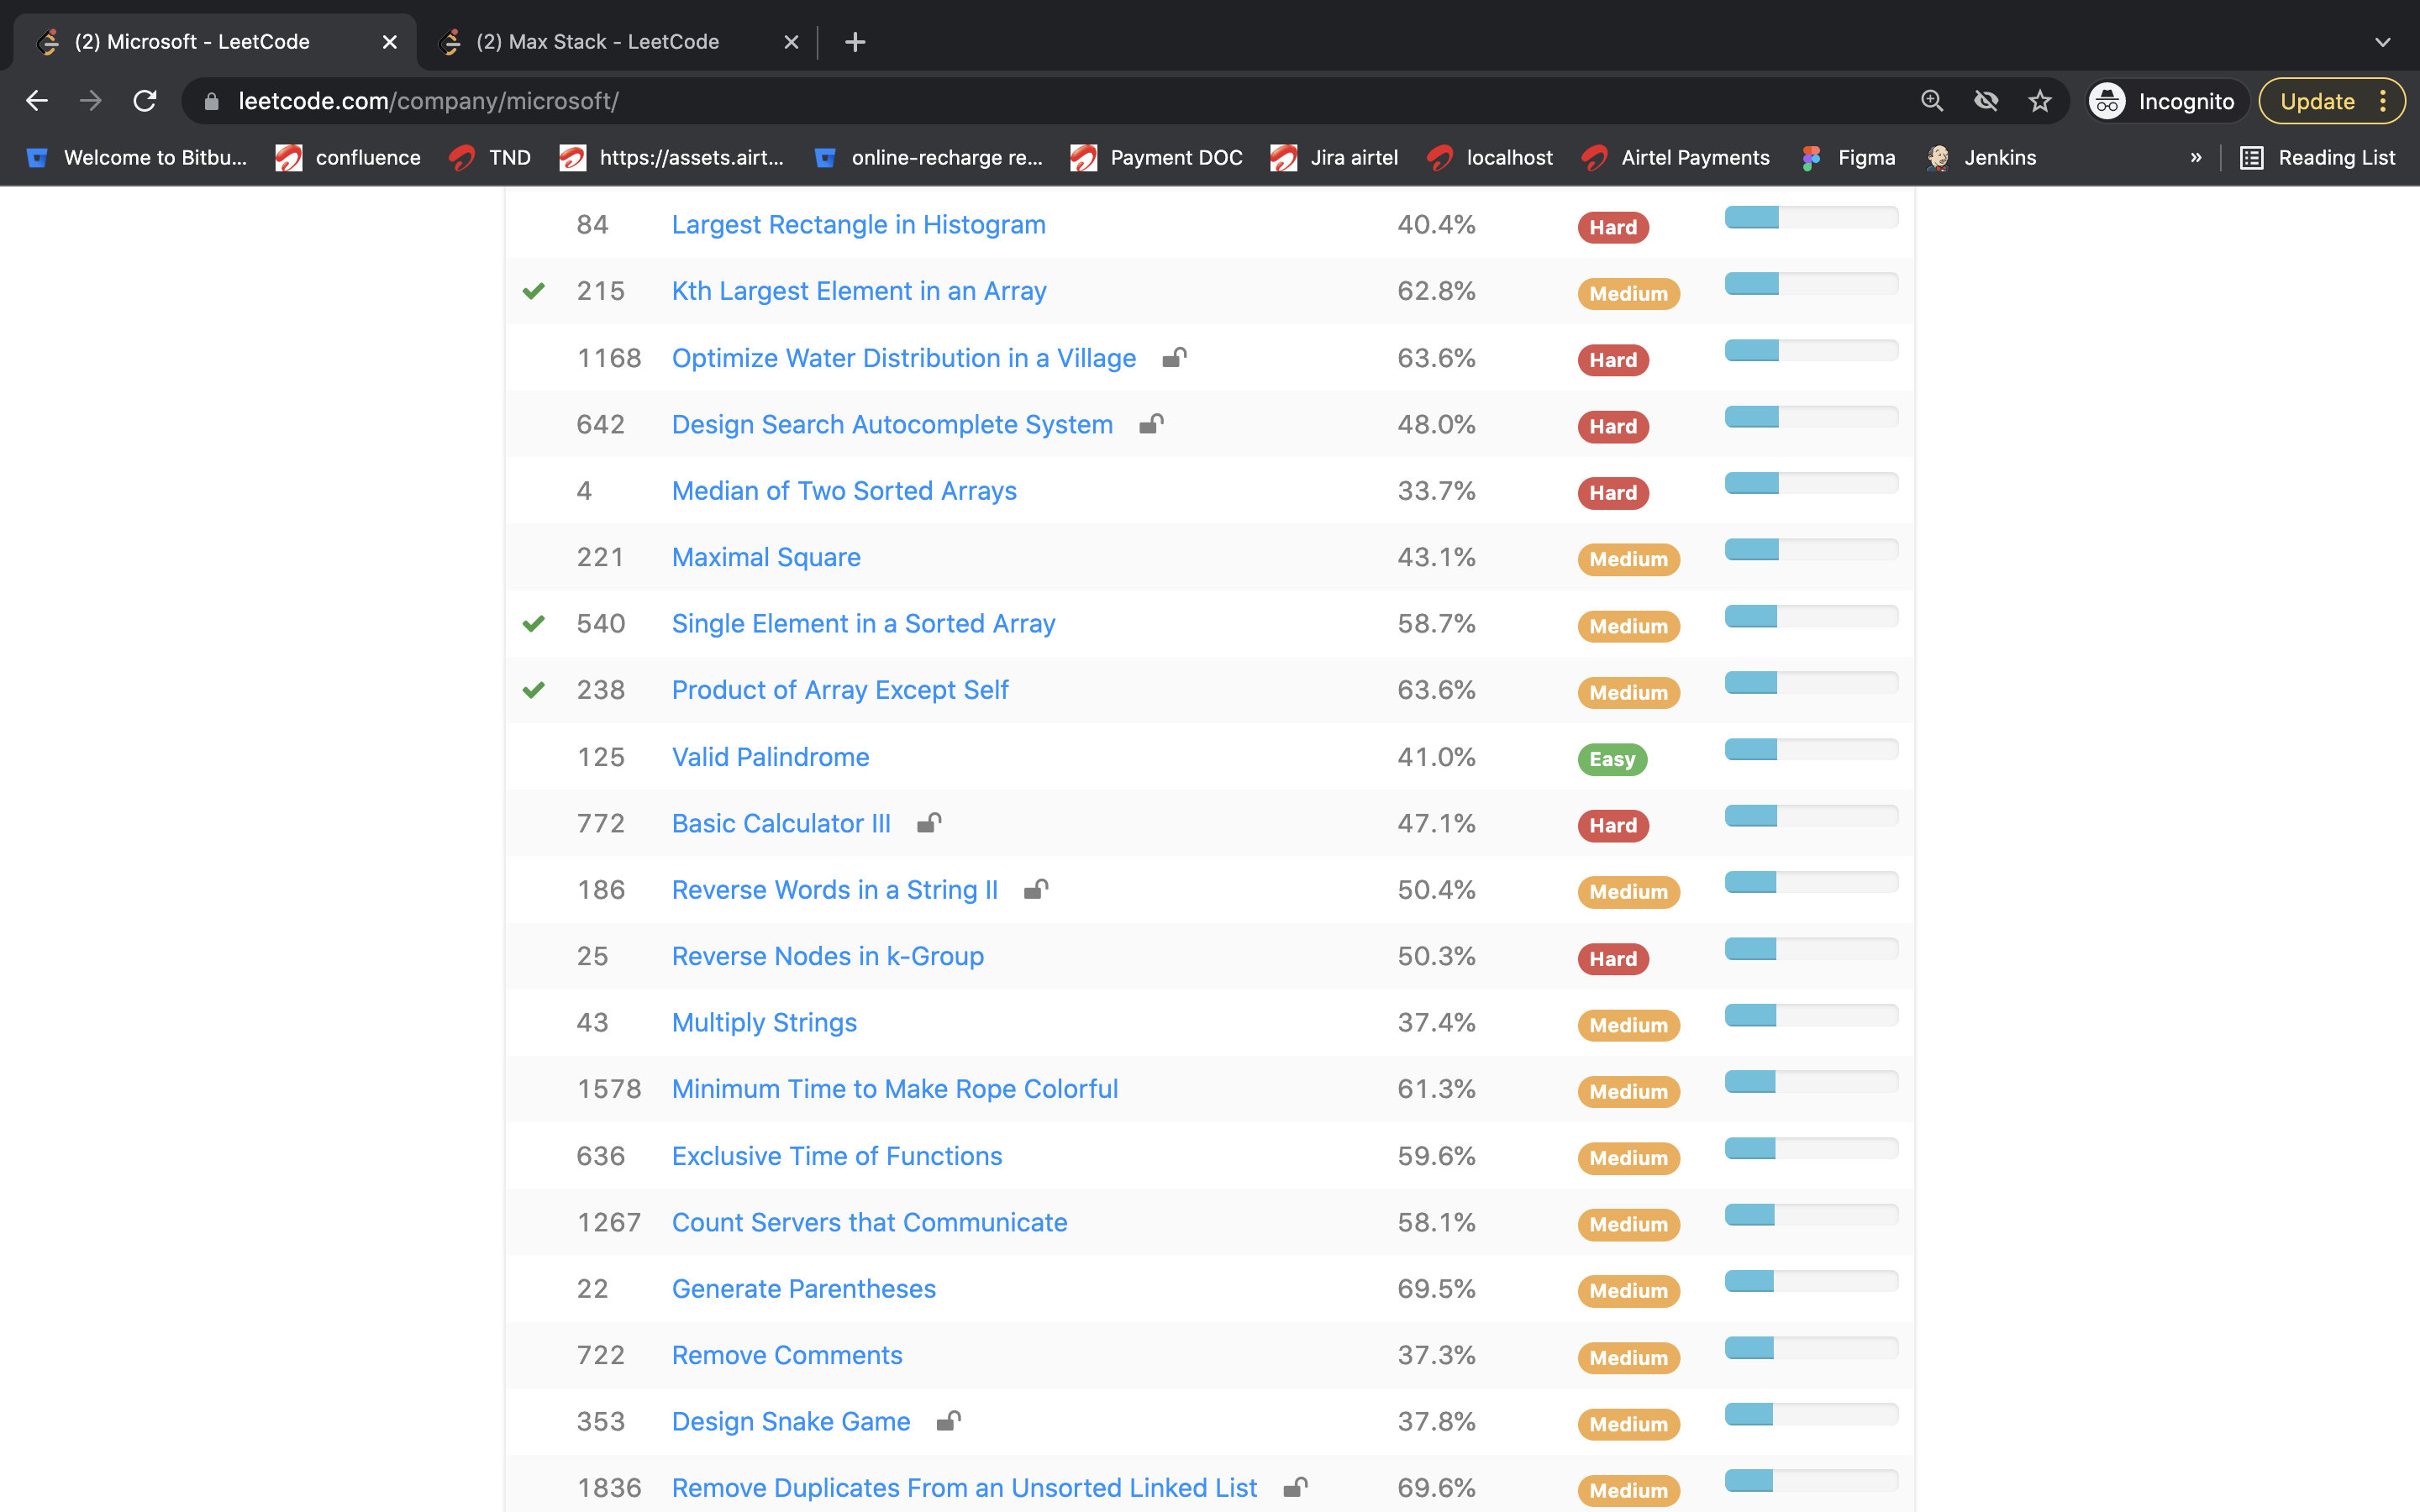 (2) Microsoft - LeetCode
(2) Max Stack - LeetCode
leetcode.com/company/microsoft/
Incognito
Update
Welcome to Bitbu...
confluence
TND
https://assets.airt...
online-recharge re...
Payment DOC
Jira airtel
localhost
Airtel Payments
Figma
Jenkins
»
Reading List
84 Largest Rectangle in Histogram 40.4% Hard
215 Kth Largest Element in an Array 62.8% Medium
1168 Optimize Water Distribution in a Village 63.6% Hard
642 Design Search Autocomplete System 48.0% Hard
4 Median of Two Sorted Arrays 33.7% Hard
221 Maximal Square 43.1% Medium
540 Single Element in a Sorted Array 58.7% Medium
238 Product of Array Except Self 63.6% Medium
125 Valid Palindrome 41.0% Easy
772 Basic Calculator III 47.1% Hard
186 Reverse Words in a String II 50.4% Medium
25 Reverse Nodes in k-Group 50.3% Hard
43 Multiply Strings 37.4% Medium
1578 Minimum Time to Make Rope Colorful 61.3% Medium
636 Exclusive Time of Functions 59.6% Medium
1267 Count Servers that Communicate 58.1% Medium
22 Generate Parentheses 69.5% Medium
722 Remove Comments 37.3% Medium
353 Design Snake Game 37.8% Medium
1836 Remove Duplicates From an Unsorted Linked List 69.6% Medium